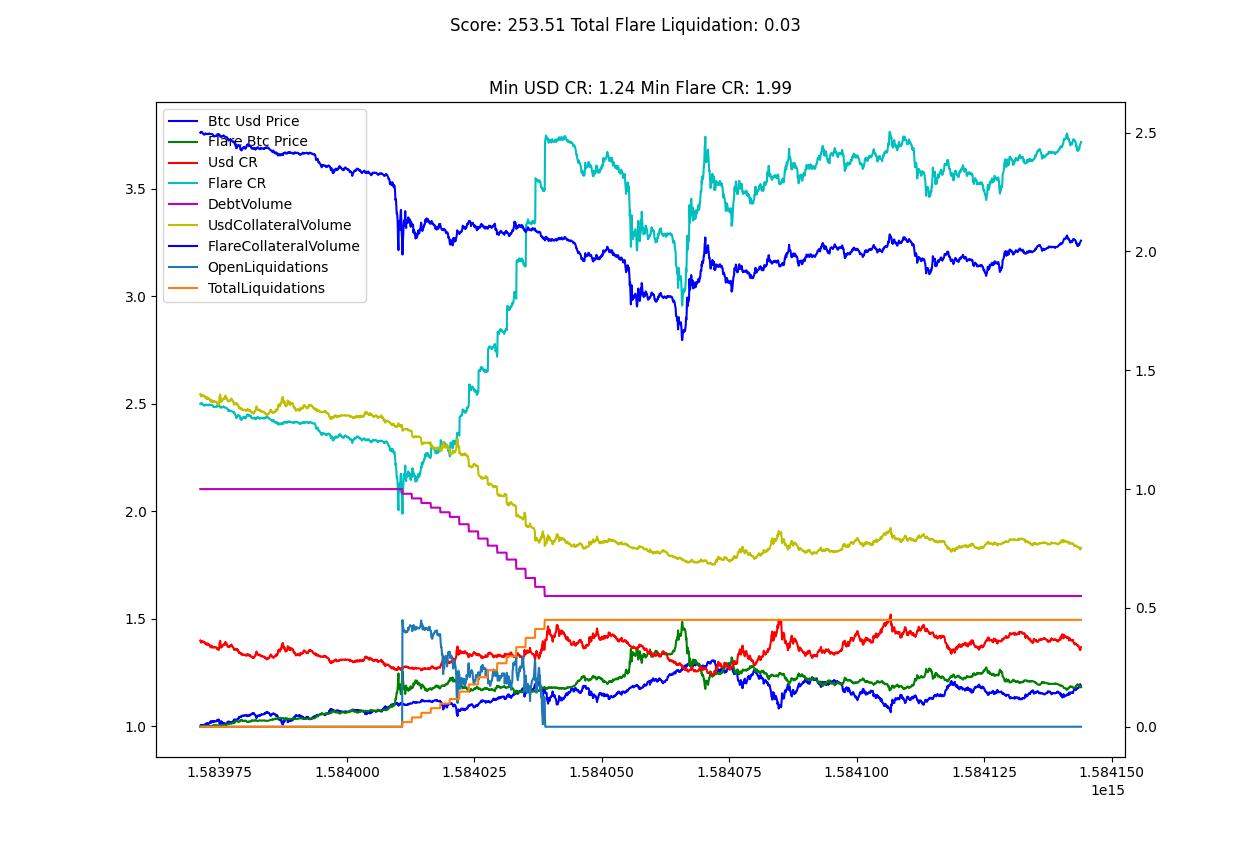 Score: 253.51 Total Flare Liquidation: 0.03
Min USD CR: 1.24 Min Flare CR: 1.99
Btc Usd Price
Flare Btc Price
Usd CR
Flare CR
DebtVolume
UsdCollateralVolume
FlareCollateralVolume
OpenLiquidations
TotalLiquidations
3.5
3.0
2.5
2.0
1.5
1.0
2.5
2.0
1.5
1.0
0.5
0.0
1.583975 1.584000 1.584025 1.584050 1.584075 1.584100 1.584125 1.584150
1e15